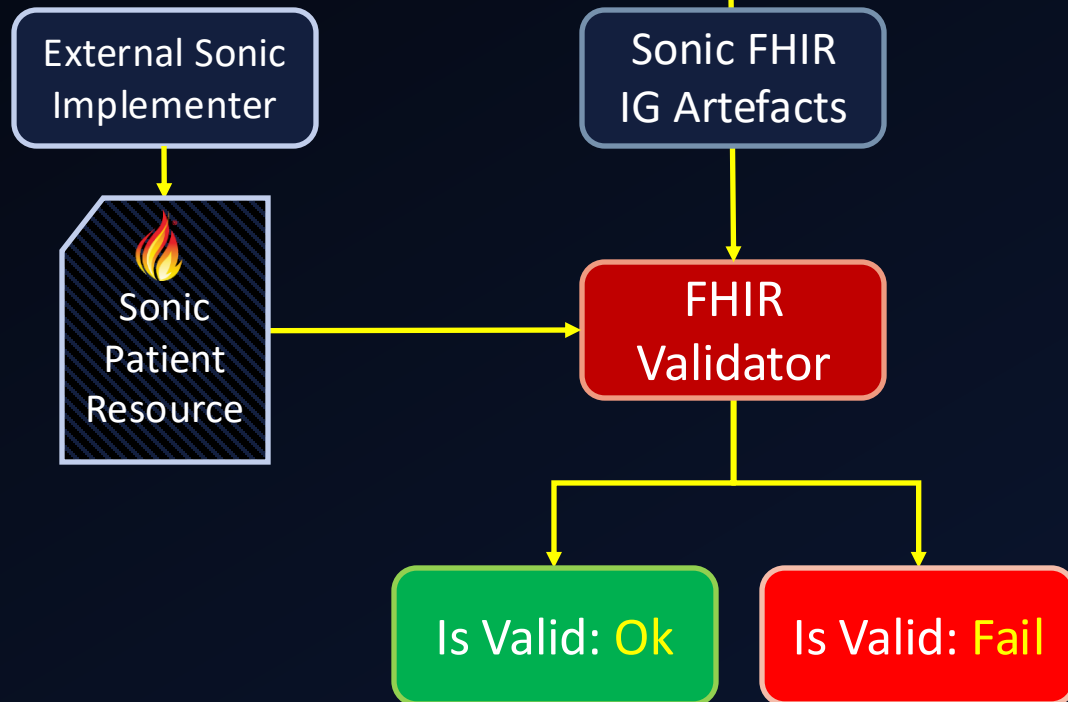 External Sonic
Implementer
Sonic FHIR
IG Artefacts
Sonic
Patient
Resource
FHIR
Validator
Is Valid: Ok
Is Valid: Fail